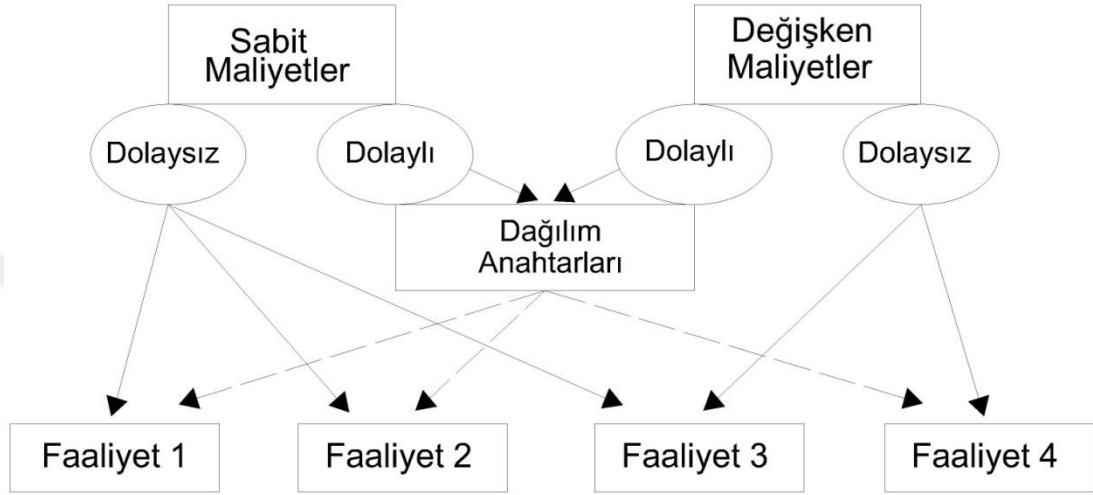 Sabit
Maliyetler
Değişken
Maliyetler
Dolaysız
Dolaylı
Dolaylı
Dolaysız
Dağılım
Anahtarları
Faaliyet 1
Faaliyet 2
Faaliyet 3
Faaliyet 4